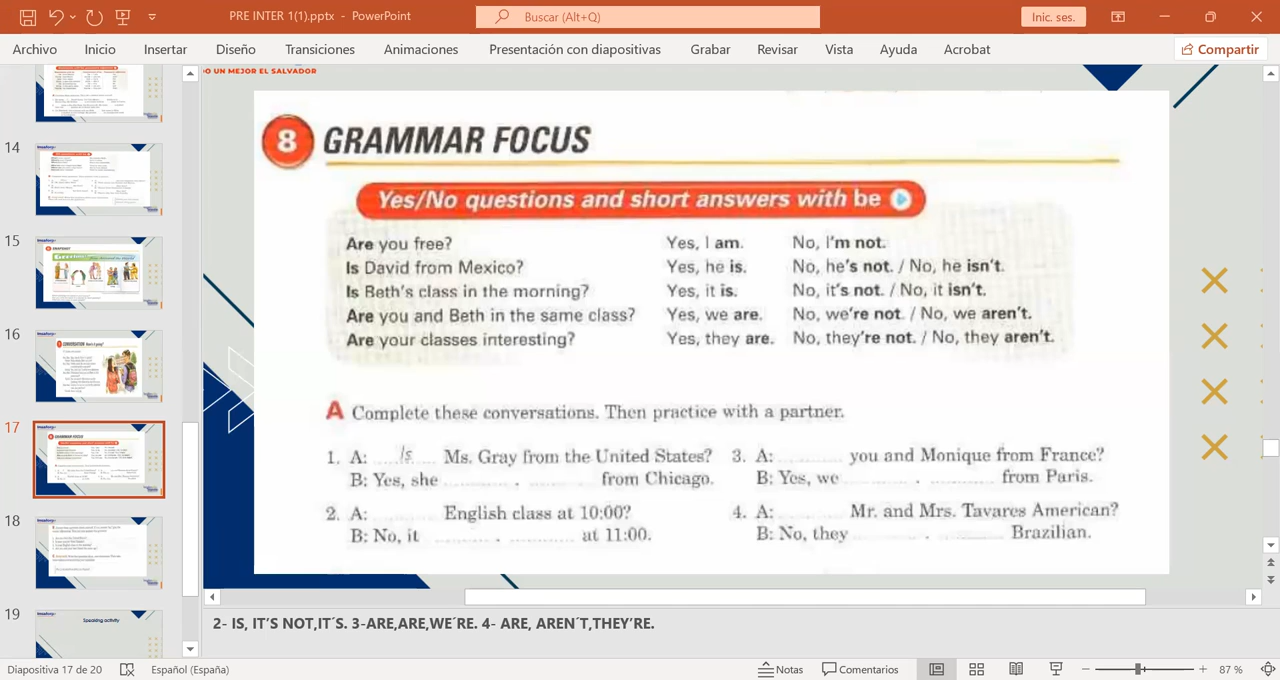 PRE INTER 1(1).pptx - PowerPoint
Buscar (Alt+Q)
Inic. ses.
Archivo Inicio Insertar Diseño Transiciones Animaciones Presentación con diapositivas Grabar Revisar Vista Ayuda Acrobat
Compartir
O UN MEJOR EL SALVADOR
14
15
16
17
18
19
Speaking activity
8 GRAMMAR FOCUS
Yes/No questions and short answers with be
Are you free? Yes, I am. No, I'm not.
Is David from Mexico? Yes, he is. No, he's not. / No, he isn't.
Is Beth's class in the morning? Yes, it is. No, it's not. / No, it isn't.
Are you and Beth in the same class? Yes, we are. No, we're not. / No, we aren't.
Are your classes interesting? Yes, they are. No, they're not. / No, they aren't.
A Complete these conversations. Then practice with a partner.
1. A: Is Ms. Gray from the United States?
B: Yes, she ........ . ........ from Chicago.
2. A: ........ English class at 10:00?
B: No, it ........ . ........ at 11:00.
3. A: ........ you and Monique from France?
B: Yes, we ........ . ........ from Paris.
4. A: ........ Mr. and Mrs. Tavares American?
B: No, they ........ . ........ Brazilian.
2- IS, IT'S NOT,IT´S. 3-ARE,ARE,WE´RE. 4- ARE, AREN´T,THEY'RE.
Diapositiva 17 de 20
Español (España)
Notas
Comentarios
87 %